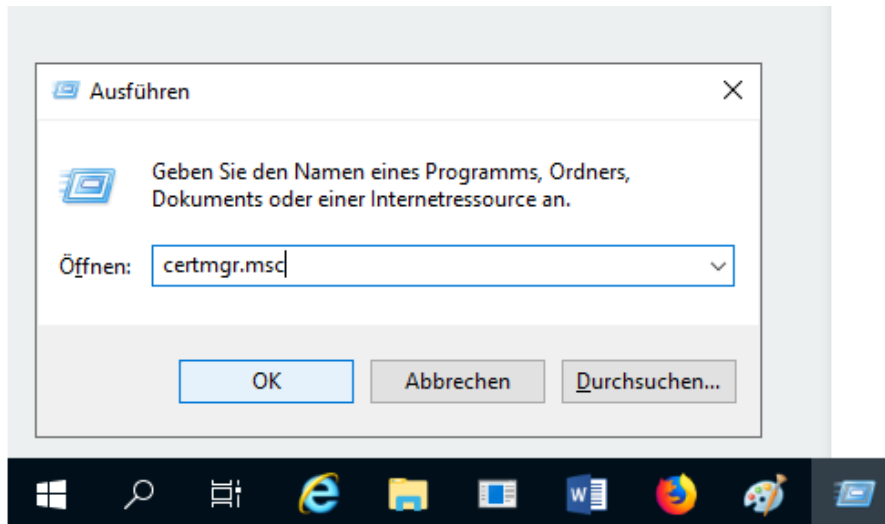 Ausführen
Geben Sie den Namen eines Programms, Ordners,
Dokuments oder einer Internetressource an.
Öffnen: certmgr.msc
OK Abbrechen Durchsuchen...